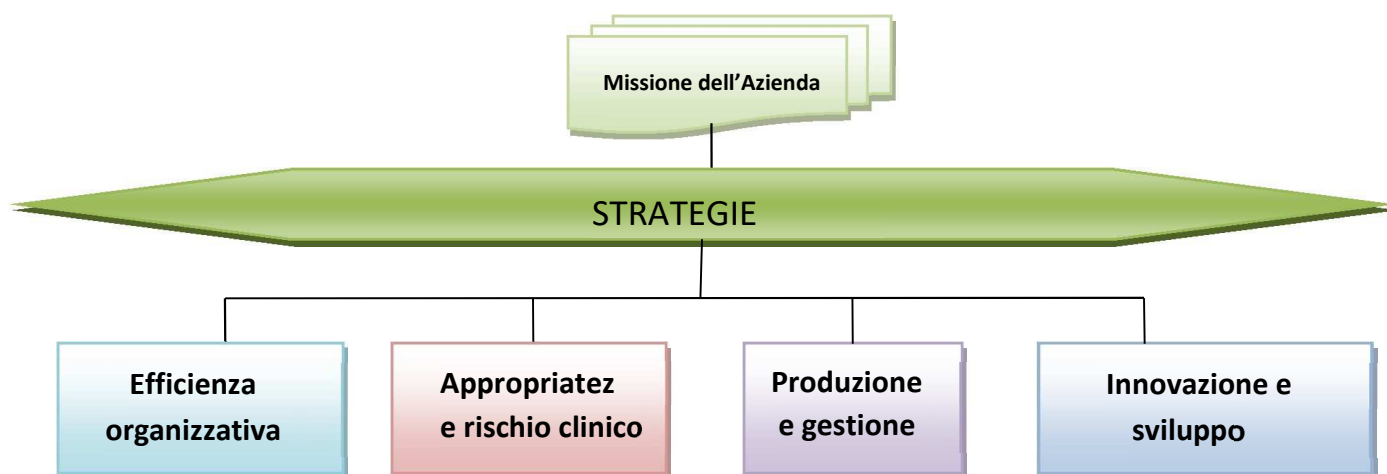 Missione dell’Azienda
STRATEGIE
Efficienza
organizzativa
Appropriatez
e rischio clinico
Produzione
e gestione
Innovazione e
sviluppo